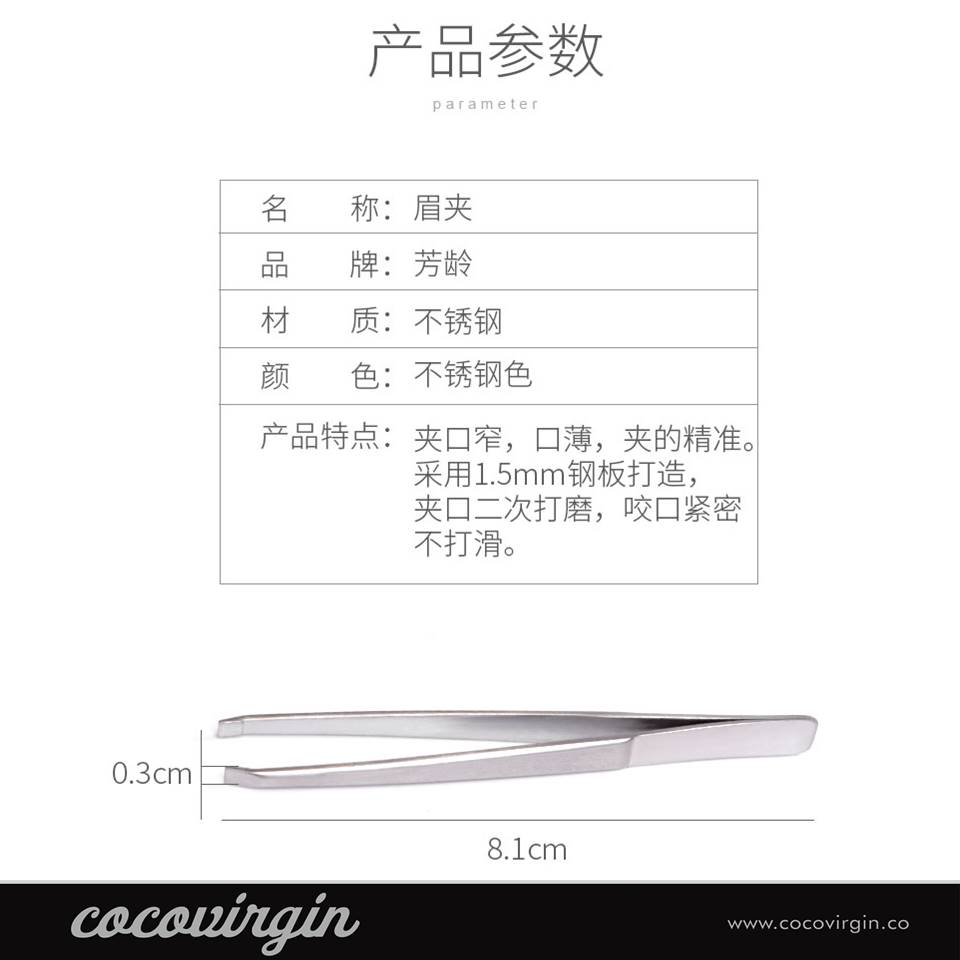 产品参数
parameter
名 称：眉夹
品 牌：芳龄
材 质：不锈钢
颜 色：不锈钢色
产品特点：夹口窄，口薄，夹的精准。
采用1.5mm钢板打造，
夹口二次打磨，咬口紧密
不打滑。
0.3cm
8.1cm
cocovirgin
www.cocovirgin.co